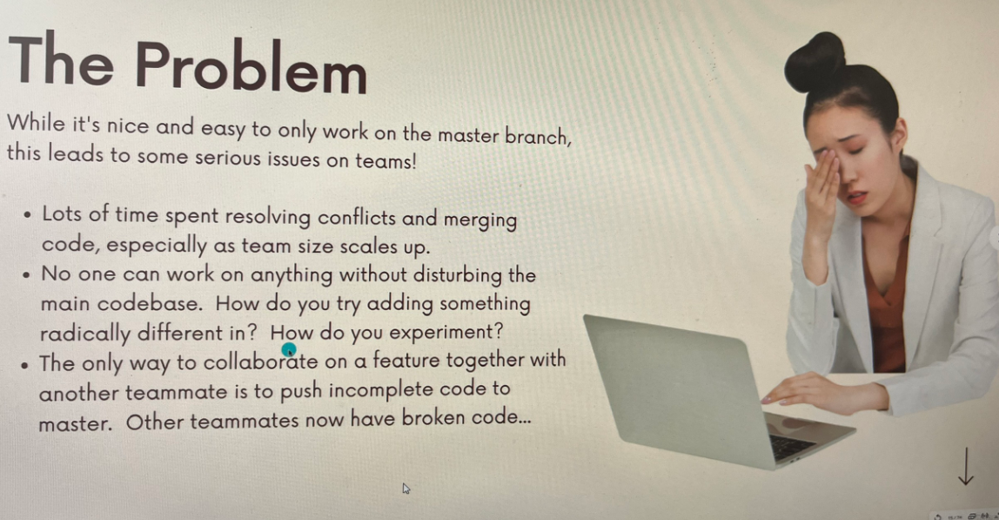 The Problem
While it's nice and easy to only work on the master branch,
this leads to some serious issues on teams!
• Lots of time spent resolving conflicts and merging
code, especially as team size scales up.
• No one can work on anything without disturbing the
main codebase. How do you try adding something
radically different in? How do you experiment?
• The only way to collaborate on a feature together with
another teammate is to push incomplete code to
master. Other teammates now have broken code...